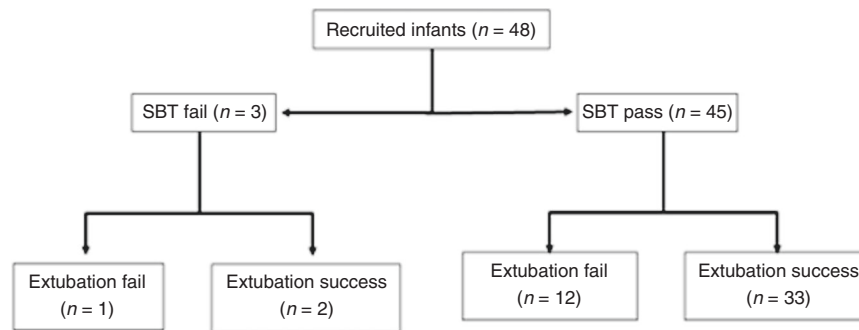 Recruited infants (n = 48)
SBT fail (n = 3)
SBT pass (n = 45)
Extubation fail
(n = 1)
Extubation success
(n = 2)
Extubation fail
(n = 12)
Extubation success
(n = 33)